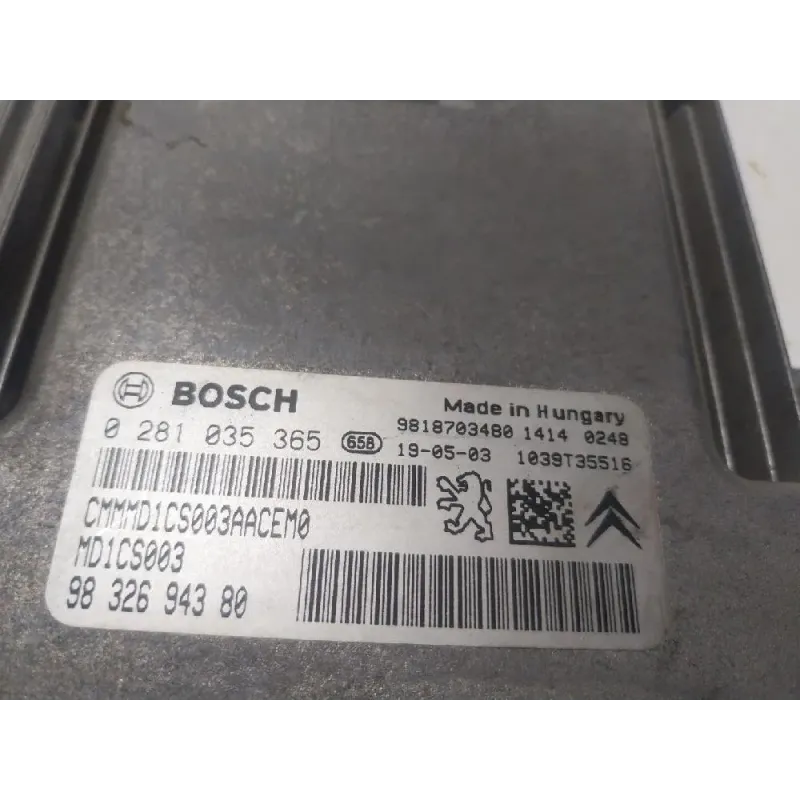 BOSCH
Made in Hungary
0 281 035 365 658
9818703480 1414 0248
19-05-03 1039T35516
CMMMD1CS003AACEM0
MD1CS003
98 326 943 80